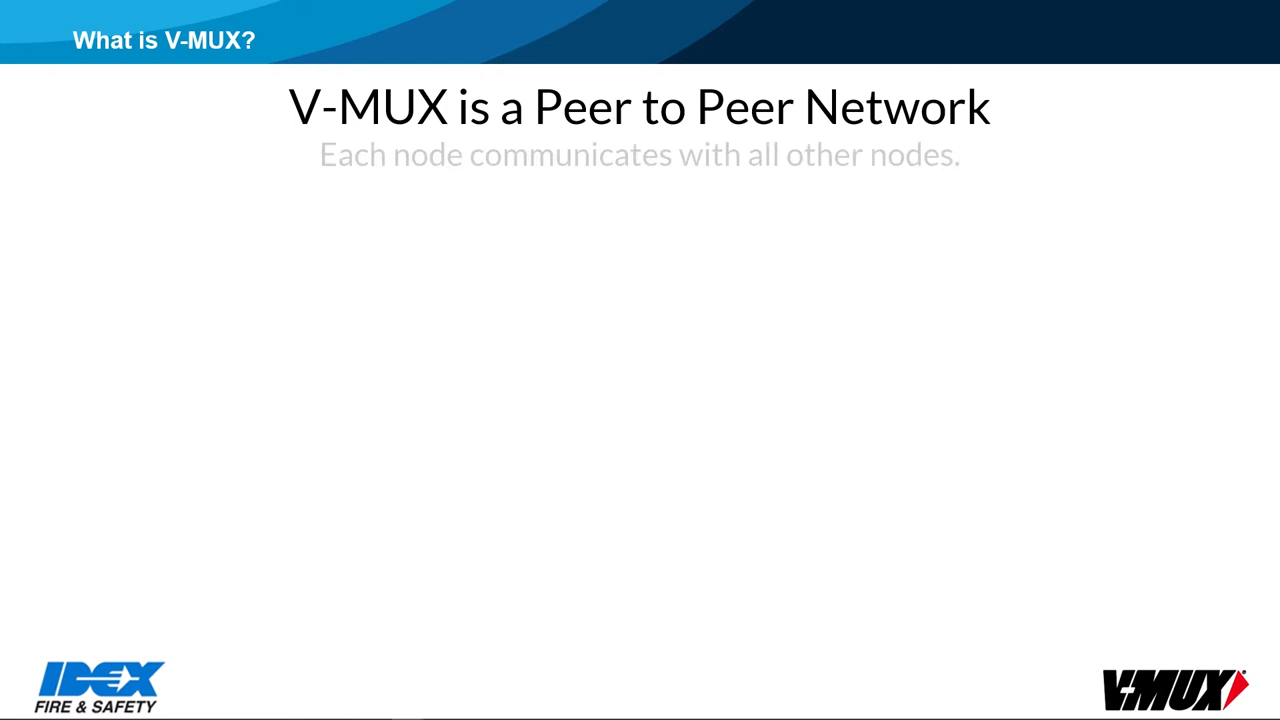 What is V-MUX?
V-MUX is a Peer to Peer Network
Each node communicates with all other nodes.
IDEX
FIRE & SAFETY
V-MUX